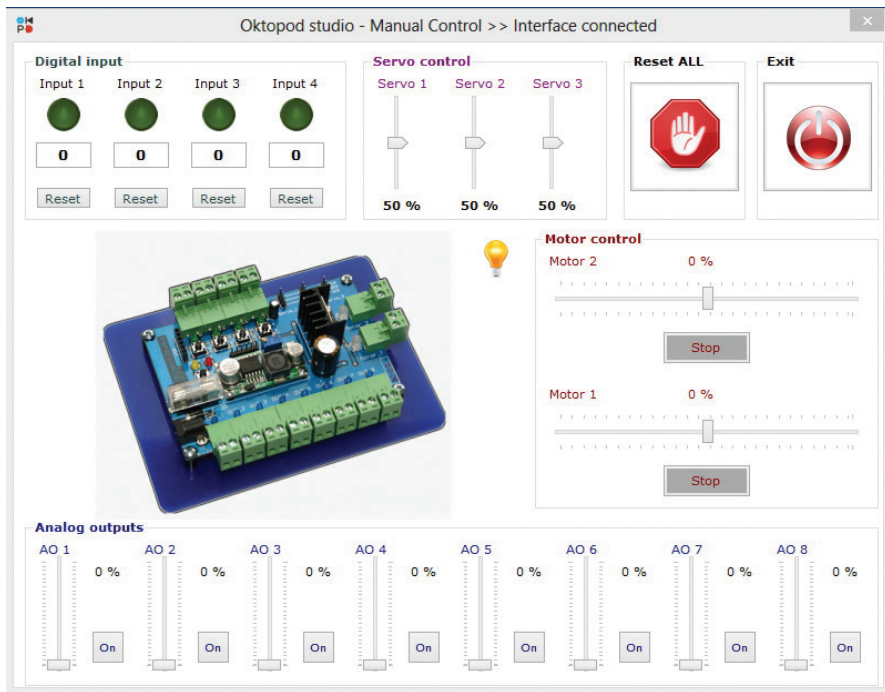 Oktopod studio - Manual Control >> Interface connected
Digital input
Input 1 Input 2 Input 3 Input 4
0 0 0 0
Reset Reset Reset Reset
Servo control
Servo 1 Servo 2 Servo 3
50 % 50 % 50 %
Reset ALL
Exit
Motor control
Motor 2 0 %
Stop
Motor 1 0 %
Stop
Analog outputs
AO 1 AO 2 AO 3 AO 4 AO 5 AO 6 AO 7 AO 8
0 % 0 % 0 % 0 % 0 % 0 % 0 % 0 %
On On On On On On On On